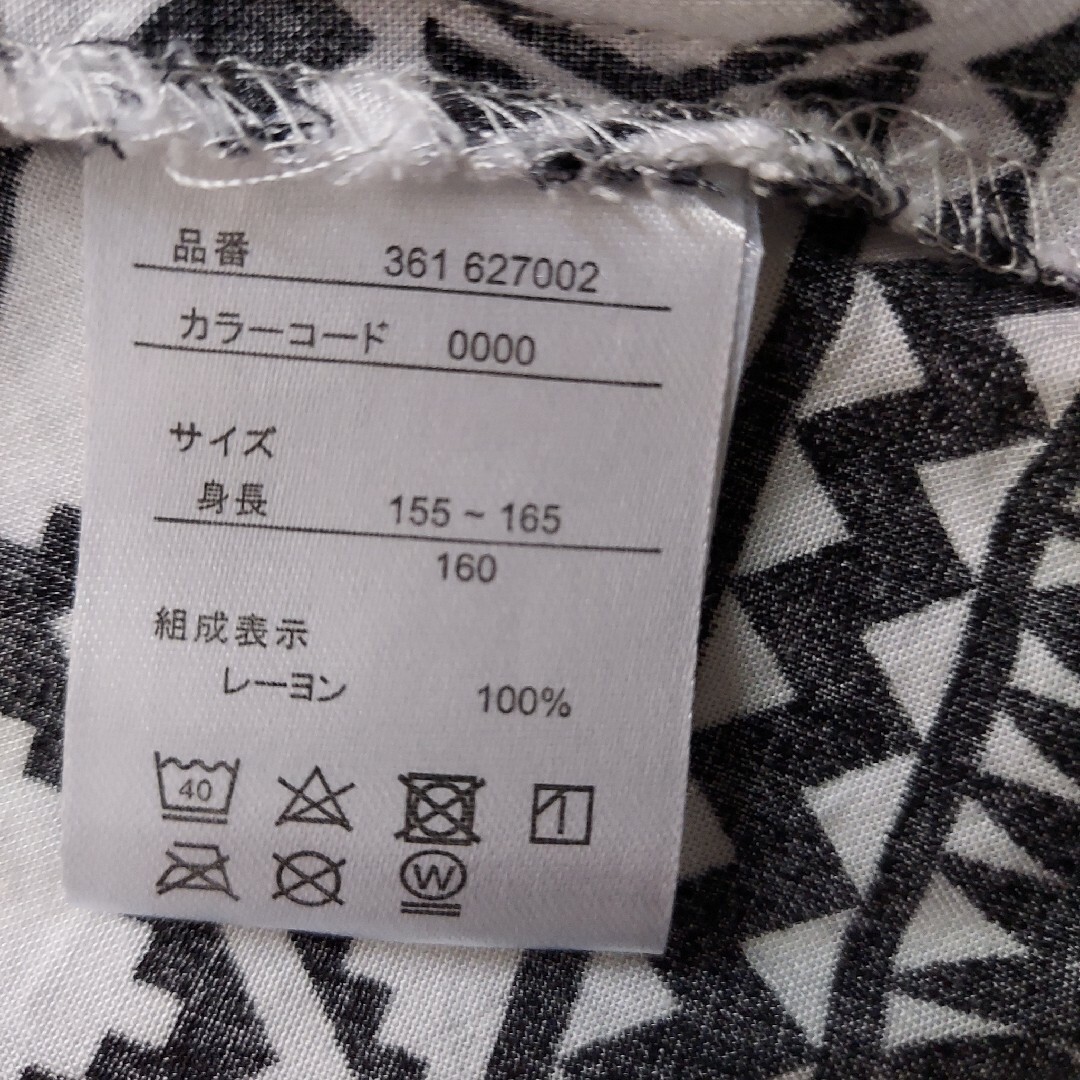 品番 361 627002
カラーコード 0000
サイズ
身長 155 ~ 165
160
組成表示
レーヨン 100%
40
W